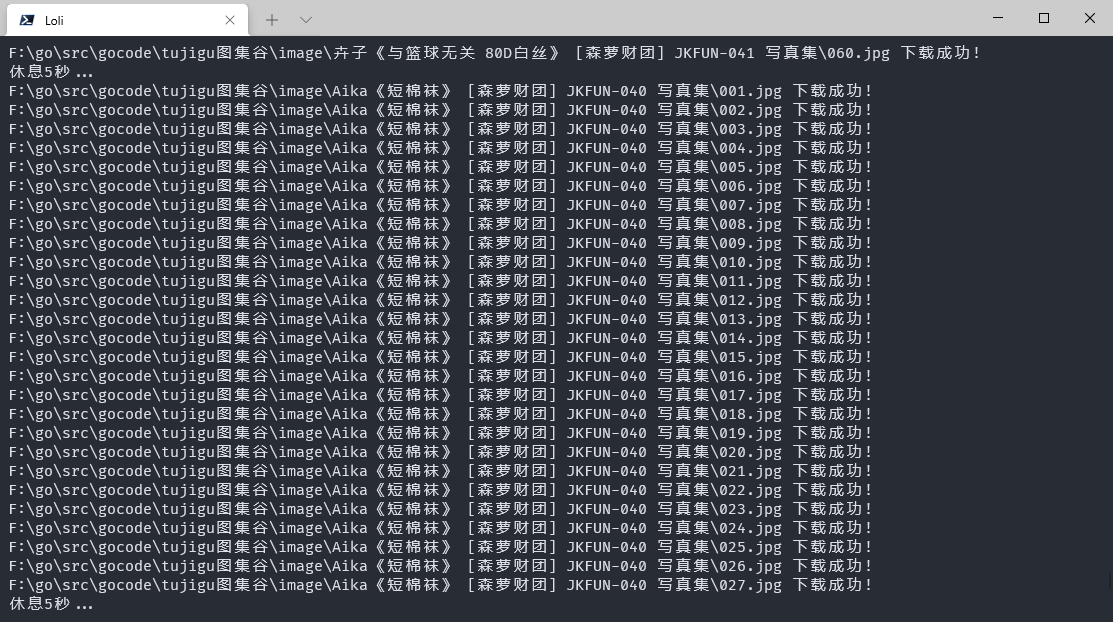 Loli
F:\go\src\gocode\tujigu图集谷\image\卉子《与篮球无关 80D白丝》 [森萝财团] JKFUN-041 写真集\060.jpg 下载成功!
休息5秒...
F:\go\src\gocode\tujigu图集谷\image\Aika《短棉袜》 [森萝财团] JKFUN-040 写真集\001.jpg 下载成功!
F:\go\src\gocode\tujigu图集谷\image\Aika《短棉袜》 [森萝财团] JKFUN-040 写真集\002.jpg 下载成功!
F:\go\src\gocode\tujigu图集谷\image\Aika《短棉袜》 [森萝财团] JKFUN-040 写真集\003.jpg 下载成功!
F:\go\src\gocode\tujigu图集谷\image\Aika《短棉袜》 [森萝财团] JKFUN-040 写真集\004.jpg 下载成功!
F:\go\src\gocode\tujigu图集谷\image\Aika《短棉袜》 [森萝财团] JKFUN-040 写真集\005.jpg 下载成功!
F:\go\src\gocode\tujigu图集谷\image\Aika《短棉袜》 [森萝财团] JKFUN-040 写真集\006.jpg 下载成功!
F:\go\src\gocode\tujigu图集谷\image\Aika《短棉袜》 [森萝财团] JKFUN-040 写真集\007.jpg 下载成功!
F:\go\src\gocode\tujigu图集谷\image\Aika《短棉袜》 [森萝财团] JKFUN-040 写真集\008.jpg 下载成功!
F:\go\src\gocode\tujigu图集谷\image\Aika《短棉袜》 [森萝财团] JKFUN-040 写真集\009.jpg 下载成功!
F:\go\src\gocode\tujigu图集谷\image\Aika《短棉袜》 [森萝财团] JKFUN-040 写真集\010.jpg 下载成功!
F:\go\src\gocode\tujigu图集谷\image\Aika《短棉袜》 [森萝财团] JKFUN-040 写真集\011.jpg 下载成功!
F:\go\src\gocode\tujigu图集谷\image\Aika《短棉袜》 [森萝财团] JKFUN-040 写真集\012.jpg 下载成功!
F:\go\src\gocode\tujigu图集谷\image\Aika《短棉袜》 [森萝财团] JKFUN-040 写真集\013.jpg 下载成功!
F:\go\src\gocode\tujigu图集谷\image\Aika《短棉袜》 [森萝财团] JKFUN-040 写真集\014.jpg 下载成功!
F:\go\src\gocode\tujigu图集谷\image\Aika《短棉袜》 [森萝财团] JKFUN-040 写真集\015.jpg 下载成功!
F:\go\src\gocode\tujigu图集谷\image\Aika《短棉袜》 [森萝财团] JKFUN-040 写真集\016.jpg 下载成功!
F:\go\src\gocode\tujigu图集谷\image\Aika《短棉袜》 [森萝财团] JKFUN-040 写真集\017.jpg 下载成功!
F:\go\src\gocode\tujigu图集谷\image\Aika《短棉袜》 [森萝财团] JKFUN-040 写真集\018.jpg 下载成功!
F:\go\src\gocode\tujigu图集谷\image\Aika《短棉袜》 [森萝财团] JKFUN-040 写真集\019.jpg 下载成功!
F:\go\src\gocode\tujigu图集谷\image\Aika《短棉袜》 [森萝财团] JKFUN-040 写真集\020.jpg 下载成功!
F:\go\src\gocode\tujigu图集谷\image\Aika《短棉袜》 [森萝财团] JKFUN-040 写真集\021.jpg 下载成功!
F:\go\src\gocode\tujigu图集谷\image\Aika《短棉袜》 [森萝财团] JKFUN-040 写真集\022.jpg 下载成功!
F:\go\src\gocode\tujigu图集谷\image\Aika《短棉袜》 [森萝财团] JKFUN-040 写真集\023.jpg 下载成功!
F:\go\src\gocode\tujigu图集谷\image\Aika《短棉袜》 [森萝财团] JKFUN-040 写真集\024.jpg 下载成功!
F:\go\src\gocode\tujigu图集谷\image\Aika《短棉袜》 [森萝财团] JKFUN-040 写真集\025.jpg 下载成功!
F:\go\src\gocode\tujigu图集谷\image\Aika《短棉袜》 [森萝财团] JKFUN-040 写真集\026.jpg 下载成功!
F:\go\src\gocode\tujigu图集谷\image\Aika《短棉袜》 [森萝财团] JKFUN-040 写真集\027.jpg 下载成功!
休息5秒...